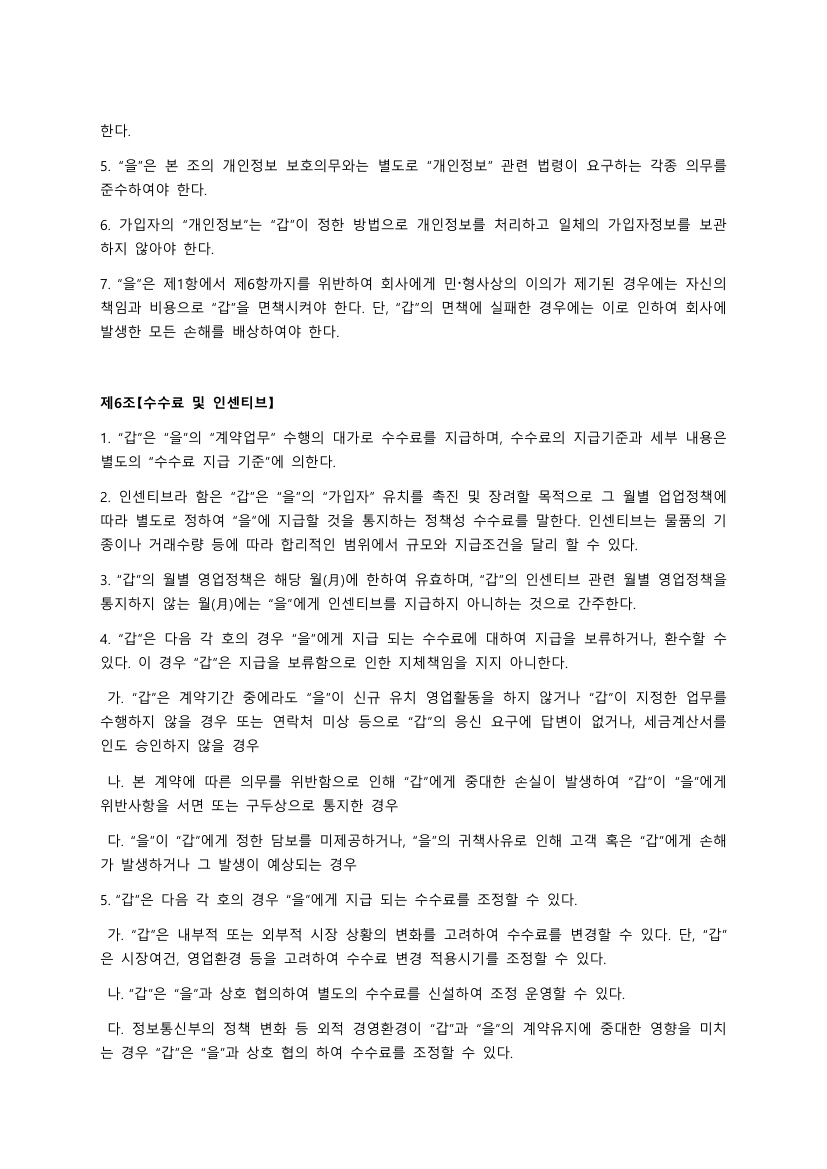 한다.
5. “을”은 본 조의 개인정보 보호의무와는 별도로 “개인정보” 관련 법령이 요구하는 각종 의무를
준수하여야 한다.
6. 가입자의 “개인정보”는 “갑”이 정한 방법으로 개인정보를 처리하고 일체의 가입자정보를 보관
하지 않아야 한다.
7. “을”은 제1항에서 제6항까지를 위반하여 회사에게 민·형사상의 이의가 제기된 경우에는 자신의
책임과 비용으로 “갑”을 면책시켜야 한다. 단, “갑”의 면책에 실패한 경우에는 이로 인하여 회사에
발생한 모든 손해를 배상하여야 한다.
제6조【수수료 및 인센티브】
1. “갑”은 “을”의 “계약업무” 수행의 대가로 수수료를 지급하며, 수수료의 지급기준과 세부 내용은
별도의 “수수료 지급 기준”에 의한다.
2. 인센티브라 함은 “갑”은 “을”의 “가입자” 유치를 촉진 및 장려할 목적으로 그 월별 업업정책에
따라 별도로 정하여 “을”에 지급할 것을 통지하는 정책성 수수료를 말한다. 인센티브는 물품의 기
종이나 거래수량 등에 따라 합리적인 범위에서 규모와 지급조건을 달리 할 수 있다.
3. “갑”의 월별 영업정책은 해당 월(月)에 한하여 유효하며, “갑”의 인센티브 관련 월별 영업정책을
통지하지 않는 월(月)에는 “을”에게 인센티브를 지급하지 아니하는 것으로 간주한다.
4. “갑”은 다음 각 호의 경우 “을”에게 지급 되는 수수료에 대하여 지급을 보류하거나, 환수할 수
있다. 이 경우 “갑”은 지급을 보류함으로 인한 지체책임을 지지 아니한다.
가. “갑”은 계약기간 중에라도 “을”이 신규 유치 영업활동을 하지 않거나 “갑”이 지정한 업무를
수행하지 않을 경우 또는 연락처 미상 등으로 “갑”의 응신 요구에 답변이 없거나, 세금계산서를
인도 승인하지 않을 경우
나. 본 계약에 따른 의무를 위반함으로 인해 “갑”에게 중대한 손실이 발생하여 “갑”이 “을”에게
위반사항을 서면 또는 구두상으로 통지한 경우
다. “을”이 “갑”에게 정한 담보를 미제공하거나, “을”의 귀책사유로 인해 고객 혹은 “갑”에게 손해
가 발생하거나 그 발생이 예상되는 경우
5. “갑”은 다음 각 호의 경우 “을”에게 지급 되는 수수료를 조정할 수 있다.
가. “갑”은 내부적 또는 외부적 시장 상황의 변화를 고려하여 수수료를 변경할 수 있다. 단, “갑”
은 시장여건, 영업환경 등을 고려하여 수수료 변경 적용시기를 조정할 수 있다.
나. “갑”은 “을”과 상호 협의하여 별도의 수수료를 신설하여 조정 운영할 수 있다.
다. 정보통신부의 정책 변화 등 외적 경영환경이 “갑”과 “을”의 계약유지에 중대한 영향을 미치
는 경우 “갑”은 “을”과 상호 협의 하여 수수료를 조정할 수 있다.